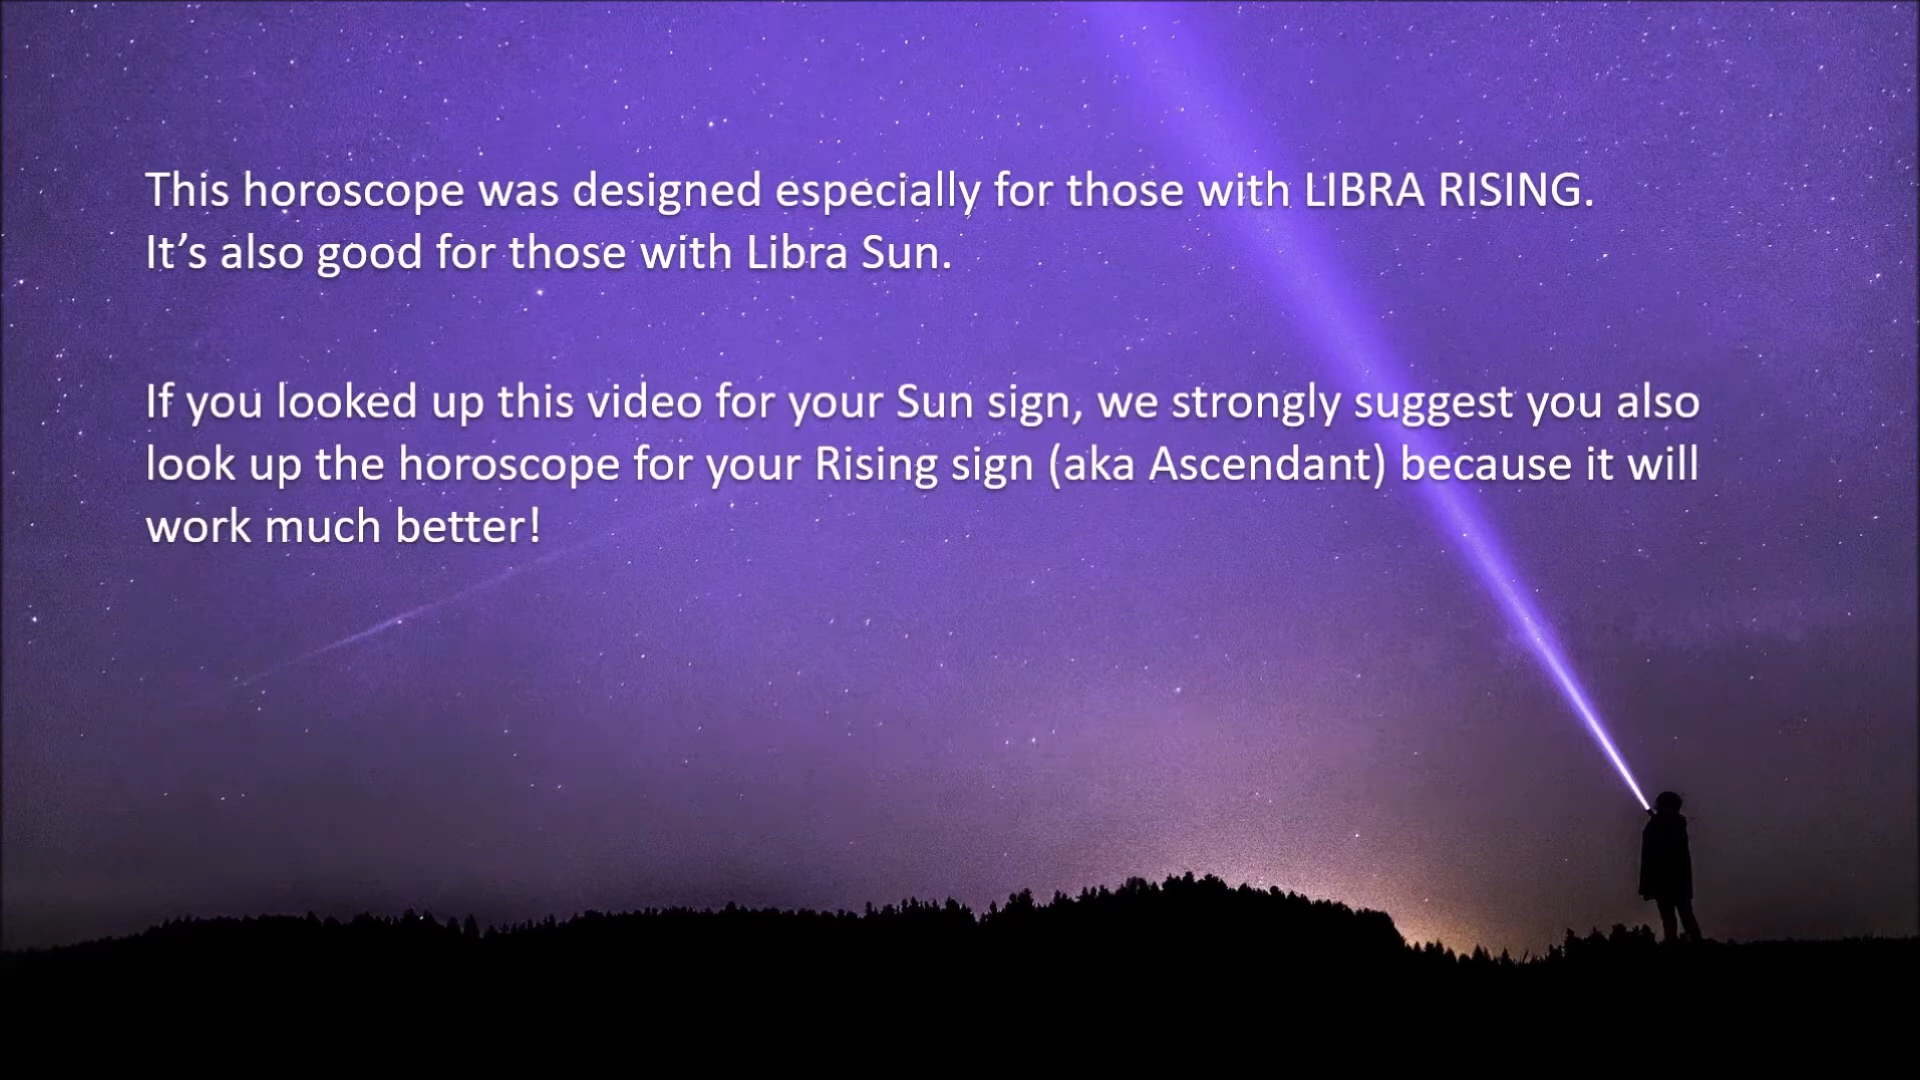 This horoscope was designed especially for those with LIBRA RISING.
It’s also good for those with Libra Sun.
If you looked up this video for your Sun sign, we strongly suggest you also
look up the horoscope for your Rising sign (aka Ascendant) because it will
work much better!